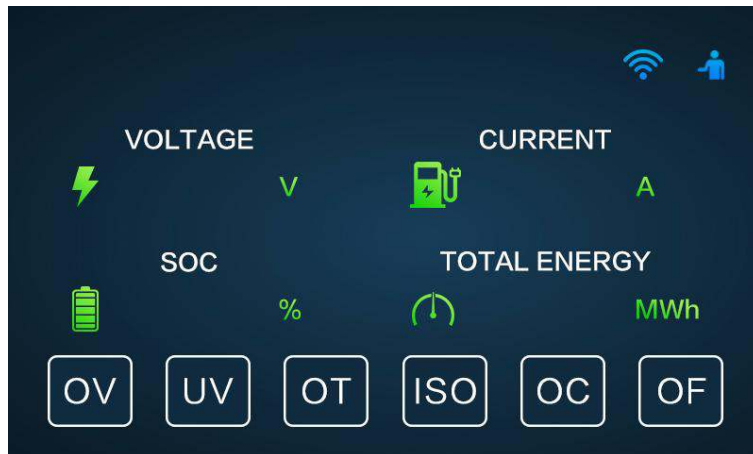 VOLTAGE CURRENT
V A
SOC TOTAL ENERGY
% MWh
OV UV OT ISO OC OF